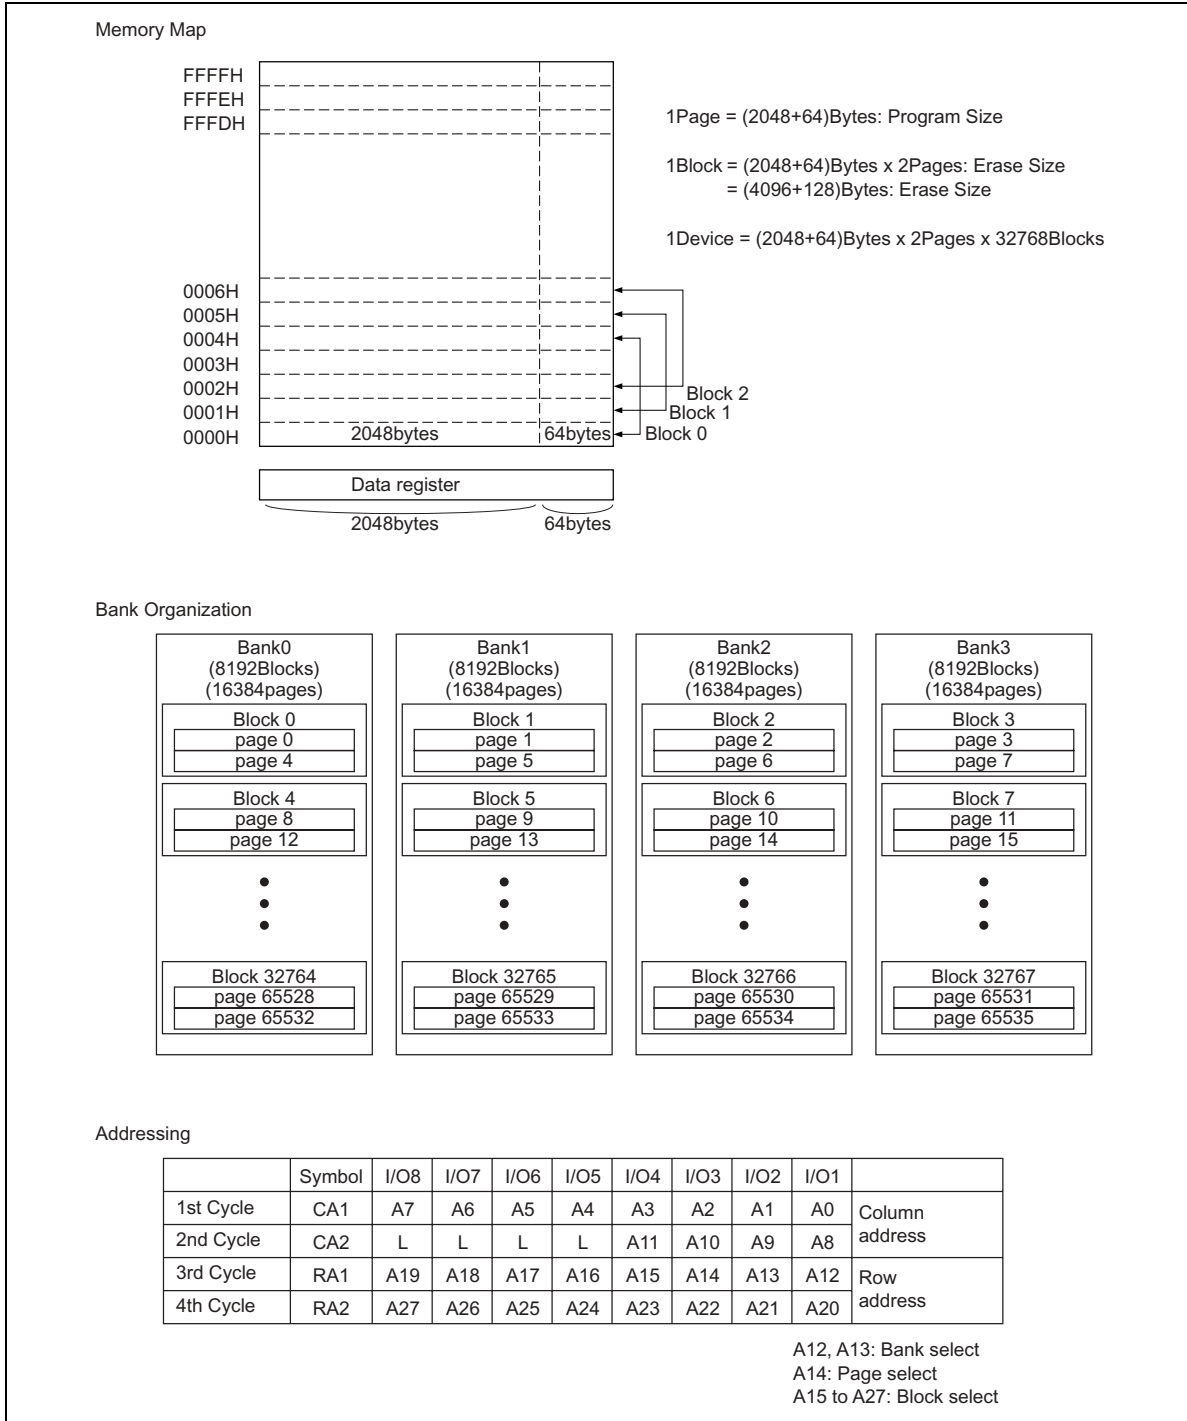 Memory Map
FFFFH
FFFEH
FFFDH
1Page = (2048+64)Bytes: Program Size
1Block = (2048+64)Bytes x 2Pages: Erase Size
= (4096+128)Bytes: Erase Size
1Device = (2048+64)Bytes x 2Pages x 32768Blocks
0006H
0005H
0004H
0003H
0002H
0001H
0000H
2048bytes 64bytes
Block 2
Block 1
Block 0
Data register
2048bytes 64bytes
Bank Organization
Bank0 Bank1 Bank2 Bank3
(8192Blocks) (8192Blocks) (8192Blocks) (8192Blocks)
(16384pages) (16384pages) (16384pages) (16384pages)
Block 0 Block 1 Block 2 Block 3
page 0 page 1 page 2 page 3
page 4 page 5 page 6 page 7
Block 4 Block 5 Block 6 Block 7
page 8 page 9 page 10 page 11
page 12 page 13 page 14 page 15
Block 32764 Block 32765 Block 32766 Block 32767
page 65528 page 65529 page 65530 page 65531
page 65532 page 65533 page 65534 page 65535
Addressing
Symbol I/O8 I/O7 I/O6 I/O5 I/O4 I/O3 I/O2 I/O1
1st Cycle CA1 A7 A6 A5 A4 A3 A2 A1 A0 Column address
2nd Cycle CA2 L L L L A11 A10 A9 A8
3rd Cycle RA1 A19 A18 A17 A16 A15 A14 A13 A12 Row address
4th Cycle RA2 A27 A26 A25 A24 A23 A22 A21 A20
A12, A13: Bank select
A14: Page select
A15 to A27: Block select